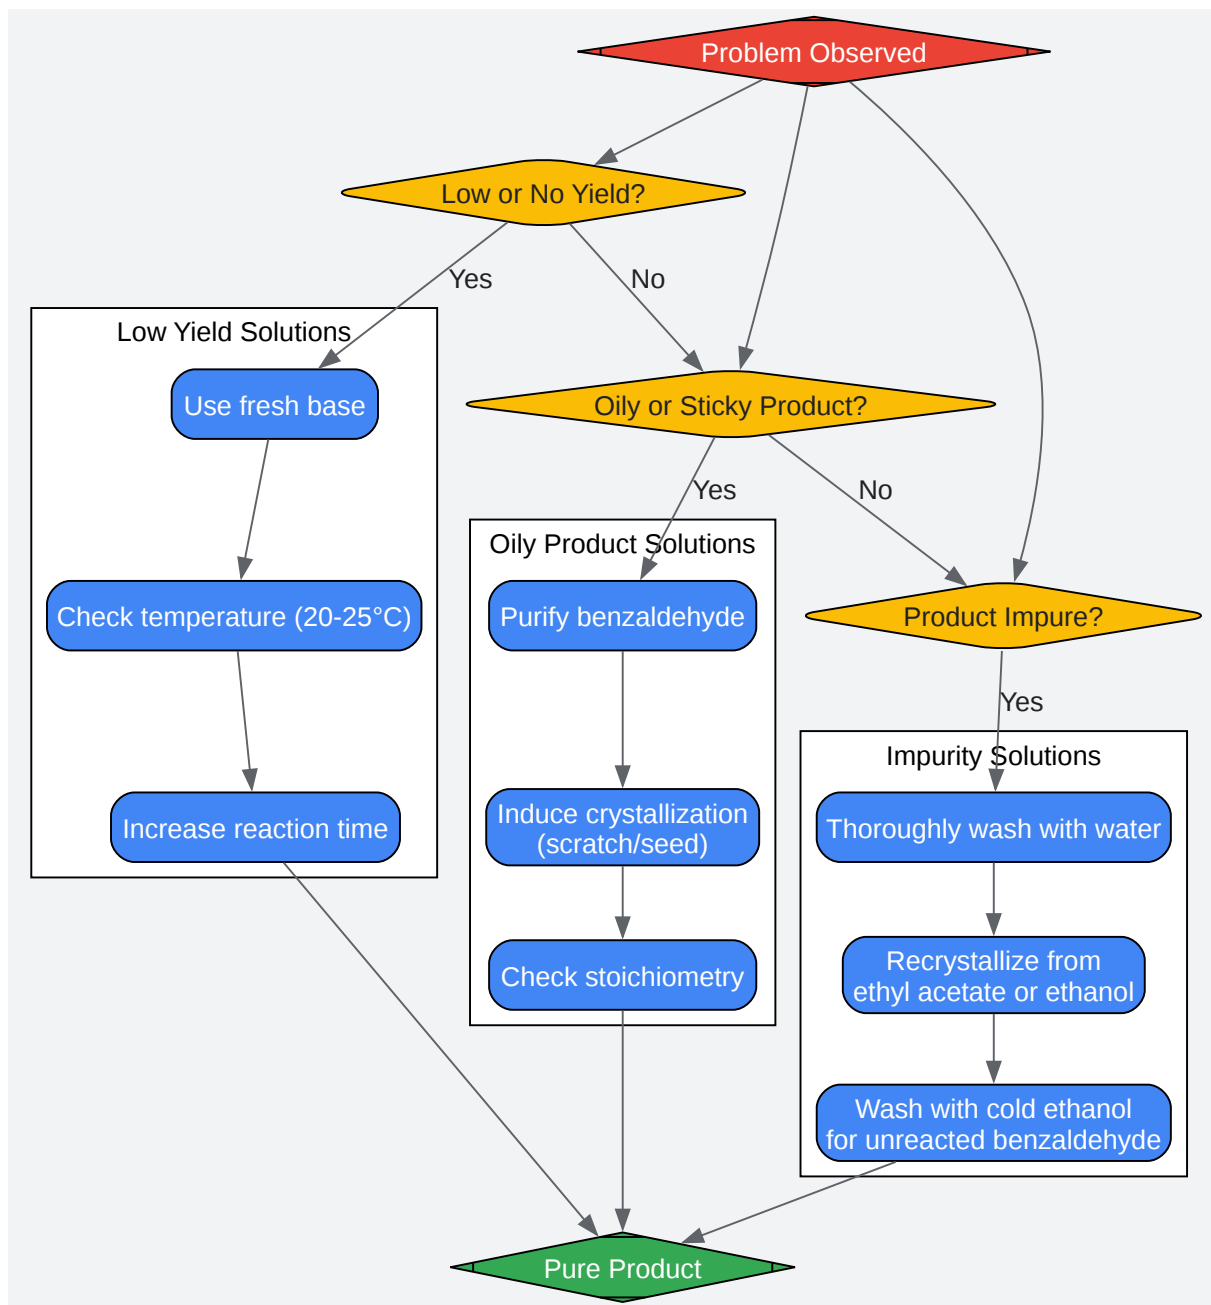 Problem Observed
Low or No Yield?
Yes
No
Low Yield Solutions
Use fresh base
Check temperature (20-25°C)
Increase reaction time
Oily or Sticky Product?
Yes
No
Oily Product Solutions
Purify benzaldehyde
Induce crystallization
(scratch/seed)
Check stoichiometry
Product Impure?
Yes
Impurity Solutions
Thoroughly wash with water
Recrystallize from
ethyl acetate or ethanol
Wash with cold ethanol
for unreacted benzaldehyde
Pure Product